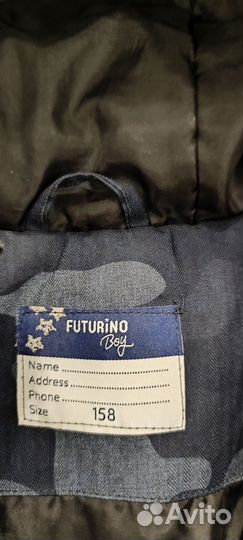 FUTURiNO
Boy
Name
Address
Phone
Size 158
Avito